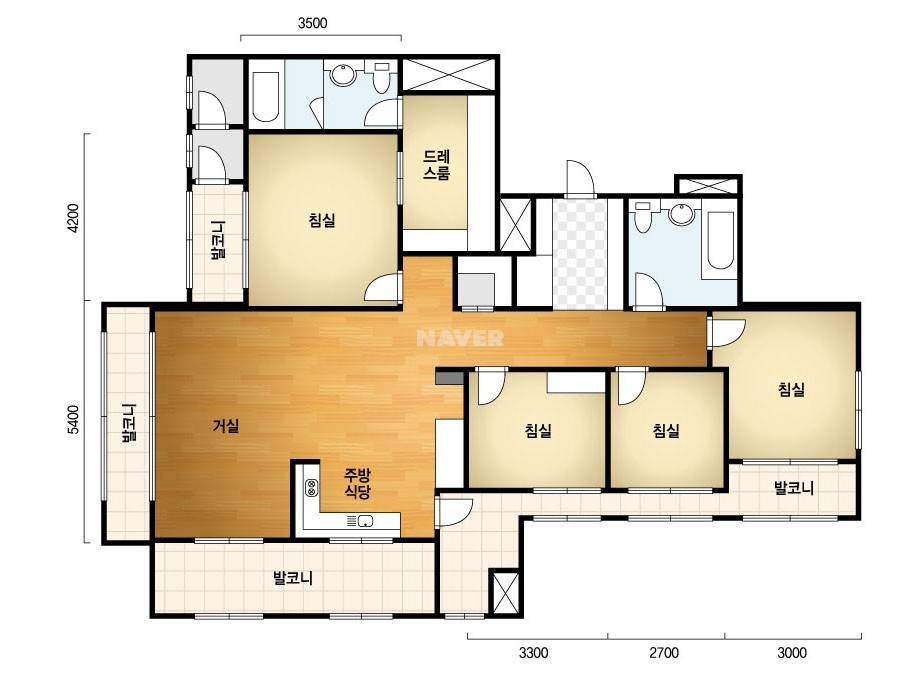 3500
드레
스룸
침실
발코니
4200
NAVER
침실
발코니
거실
5400
침실
침실
주방
식당
발코니
발코니
3300
2700
3000